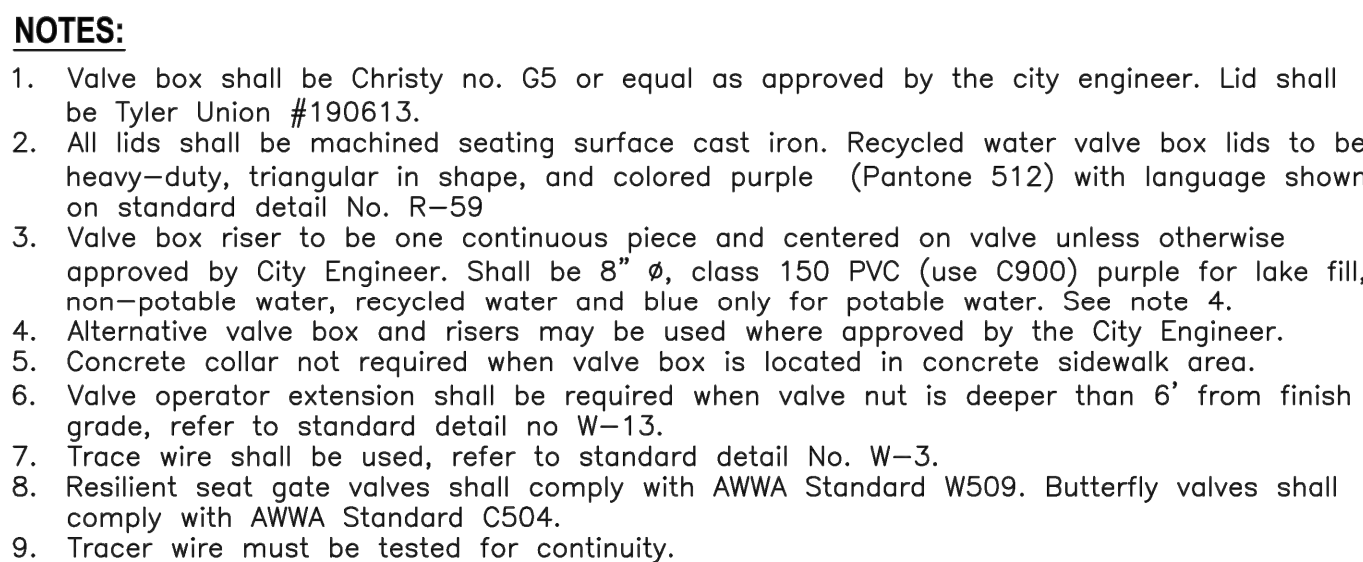 NOTES:
1. Valve box shall be Christy no. G5 or equal as approved by the city engineer. Lid shall
be Tyler Union #190613.
2. All lids shall be machined seating surface cast iron. Recycled water valve box lids to be
heavy-duty, triangular in shape, and colored purple (Pantone 512) with language shown
on standard detail No. R-59
3. Valve box riser to be one continuous piece and centered on valve unless otherwise
approved by City Engineer. Shall be 8" ø, class 150 PVC (use C900) purple for lake fill,
non-potable water, recycled water and blue only for potable water. See note 4.
4. Alternative valve box and risers may be used where approved by the City Engineer.
5. Concrete collar not required when valve box is located in concrete sidewalk area.
6. Valve operator extension shall be required when valve nut is deeper than 6' from finish
grade, refer to standard detail no W-13.
7. Trace wire shall be used, refer to standard detail No. W-3.
8. Resilient seat gate valves shall comply with AWWA Standard W509. Butterfly valves shall
comply with AWWA Standard C504.
9. Tracer wire must be tested for continuity.